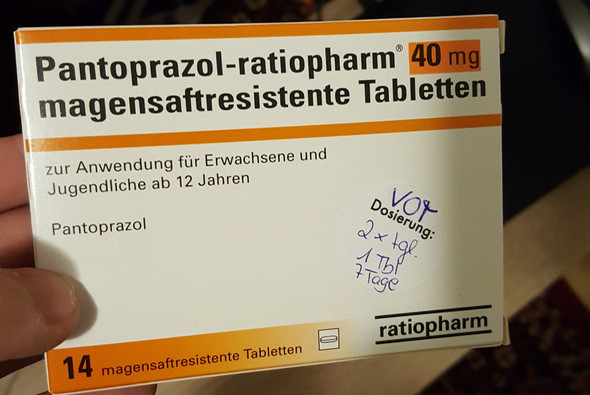 Pantoprazol-ratiopharm® 40 mg
magensaftresistente Tabletten
zur Anwendung für Erwachsene und
Jugendliche ab 12 Jahren
Pantoprazol
vor
Dosierung:
2x tgl.
1 Tbl
7 Tage
ratiopharm
14 magensaftresistente Tabletten